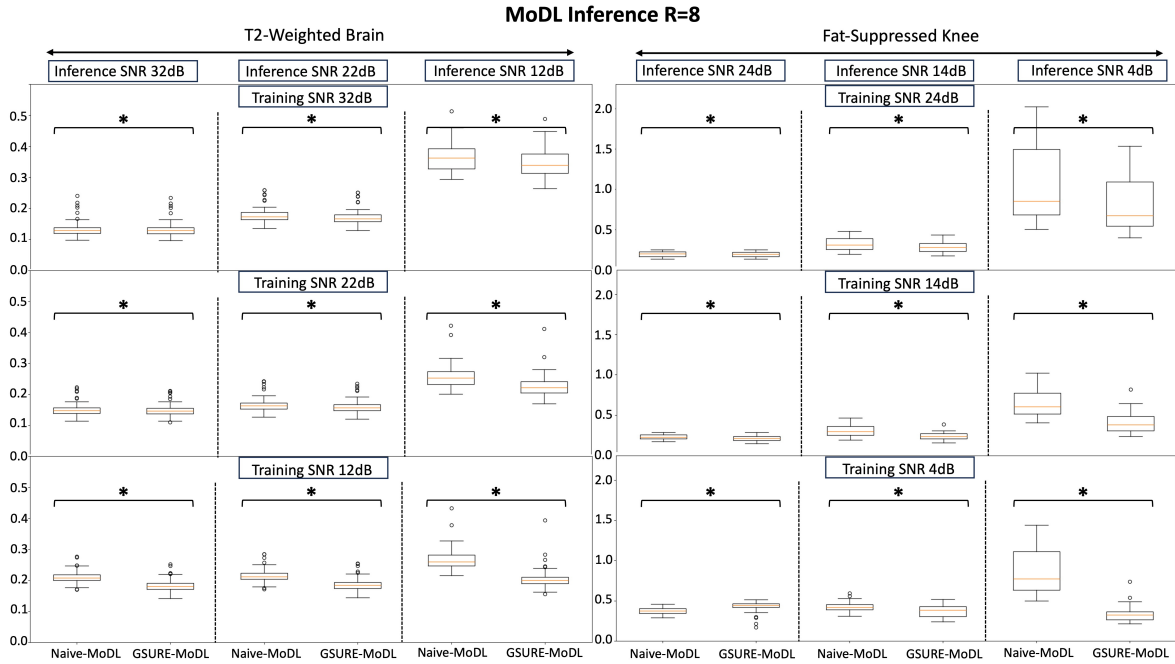 MoDL Inference R=8
T2-Weighted Brain
Fat-Suppressed Knee
Inference SNR 32dB
Inference SNR 22dB
Inference SNR 12dB
Inference SNR 24dB
Inference SNR 14dB
Inference SNR 4dB
Training SNR 32dB
Training SNR 24dB
0.5
0.4
0.3
0.2
0.1
0.0
* * *
2.0
1.5
1.0
0.5
0.0
* * *
Training SNR 22dB
Training SNR 14dB
0.5
0.4
0.3
0.2
0.1
0.0
* * *
2.0
1.5
1.0
0.5
0.0
* * *
Training SNR 12dB
Training SNR 4dB
0.5
0.4
0.3
0.2
0.1
0.0
* * *
2.0
1.5
1.0
0.5
0.0
* * *
Naive-MoDL GSURE-MoDL Naive-MoDL GSURE-MoDL Naive-MoDL GSURE-MoDL
Naive-MoDL GSURE-MoDL Naive-MoDL GSURE-MoDL Naive-MoDL GSURE-MoDL